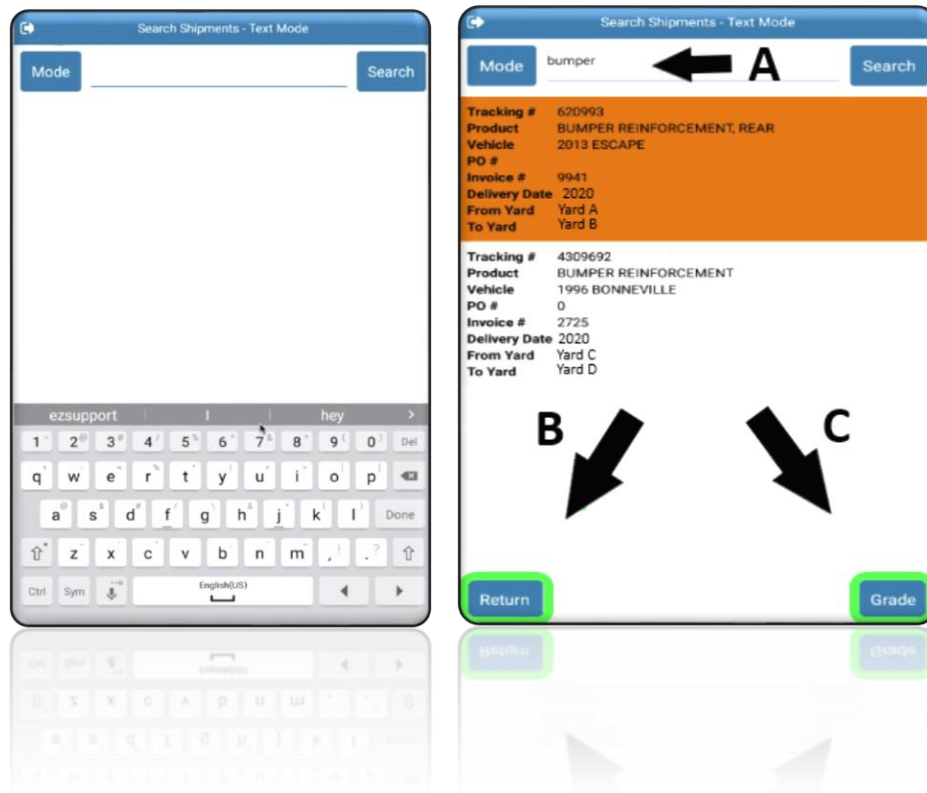 Search Shipments - Text Mode
Mode
Search
ezsupport I hey >
1 2@ 3# 4/ 5% 6^ 7& 8* 9( 0) Del
q w e r t y u i o p
a s d f g h j k l Done
z x c v b n m , ! . ?
Ctrl Sym English(US)
Search Shipments - Text Mode
Mode bumper A Search
Tracking # 620993
Product BUMPER REINFORCEMENT, REAR
Vehicle 2013 ESCAPE
PO #
Invoice # 9941
Delivery Date 2020
From Yard Yard A
To Yard Yard B
Tracking # 4309692
Product BUMPER REINFORCEMENT
Vehicle 1996 BONNEVILLE
PO # 0
Invoice # 2725
Delivery Date 2020
From Yard Yard C
To Yard Yard D
B C
Return Grade